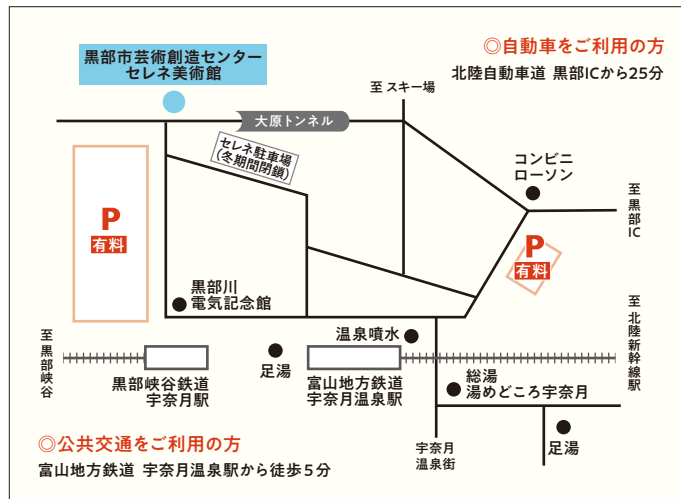 黒部市芸術創造センター
セレネ美術館
◎自動車をご利用の方
北陸自動車道 黒部ICから25分
至 スキー場
大原トンネル
セレネ駐車場
(冬期間閉鎖)
コンビニ
ローソン
至黒部IC
P
有料
P
有料
黒部川
電気記念館
至北陸新幹線駅
至黒部峡谷
温泉噴水
足湯
黒部峡谷鉄道
宇奈月駅
富山地方鉄道
宇奈月温泉駅
総湯
湯めどころ宇奈月
足湯
宇奈月
温泉街
◎公共交通をご利用の方
富山地方鉄道 宇奈月温泉駅から徒歩5分